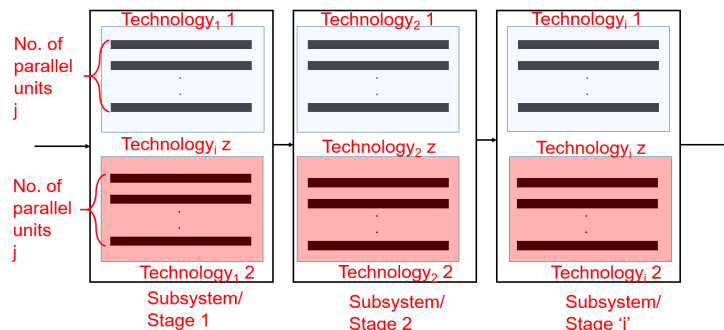 Technology₁ 1
Technology₂ 1
Technologyᵢ 1
No. of
parallel
units
j
Technologyᵢ z
Technology₂ z
Technologyᵢ z
No. of
parallel
units
j
Technology₁ 2
Technology₂ 2
Technologyᵢ 2
Subsystem/
Stage 1
Subsystem/
Stage 2
Subsystem/
Stage ‘i’